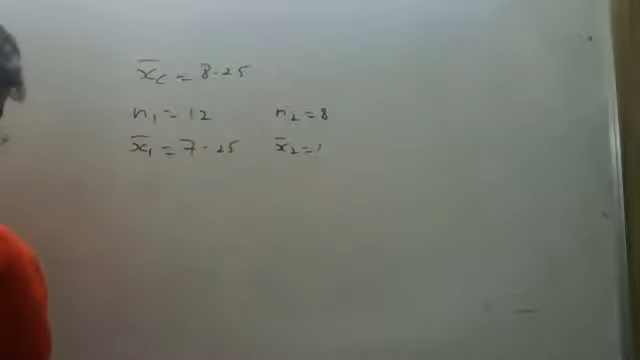 x̄c = 8.25
n₁ = 12 n₂ = 8
x̄₁ = 7.25 x̄₂ =